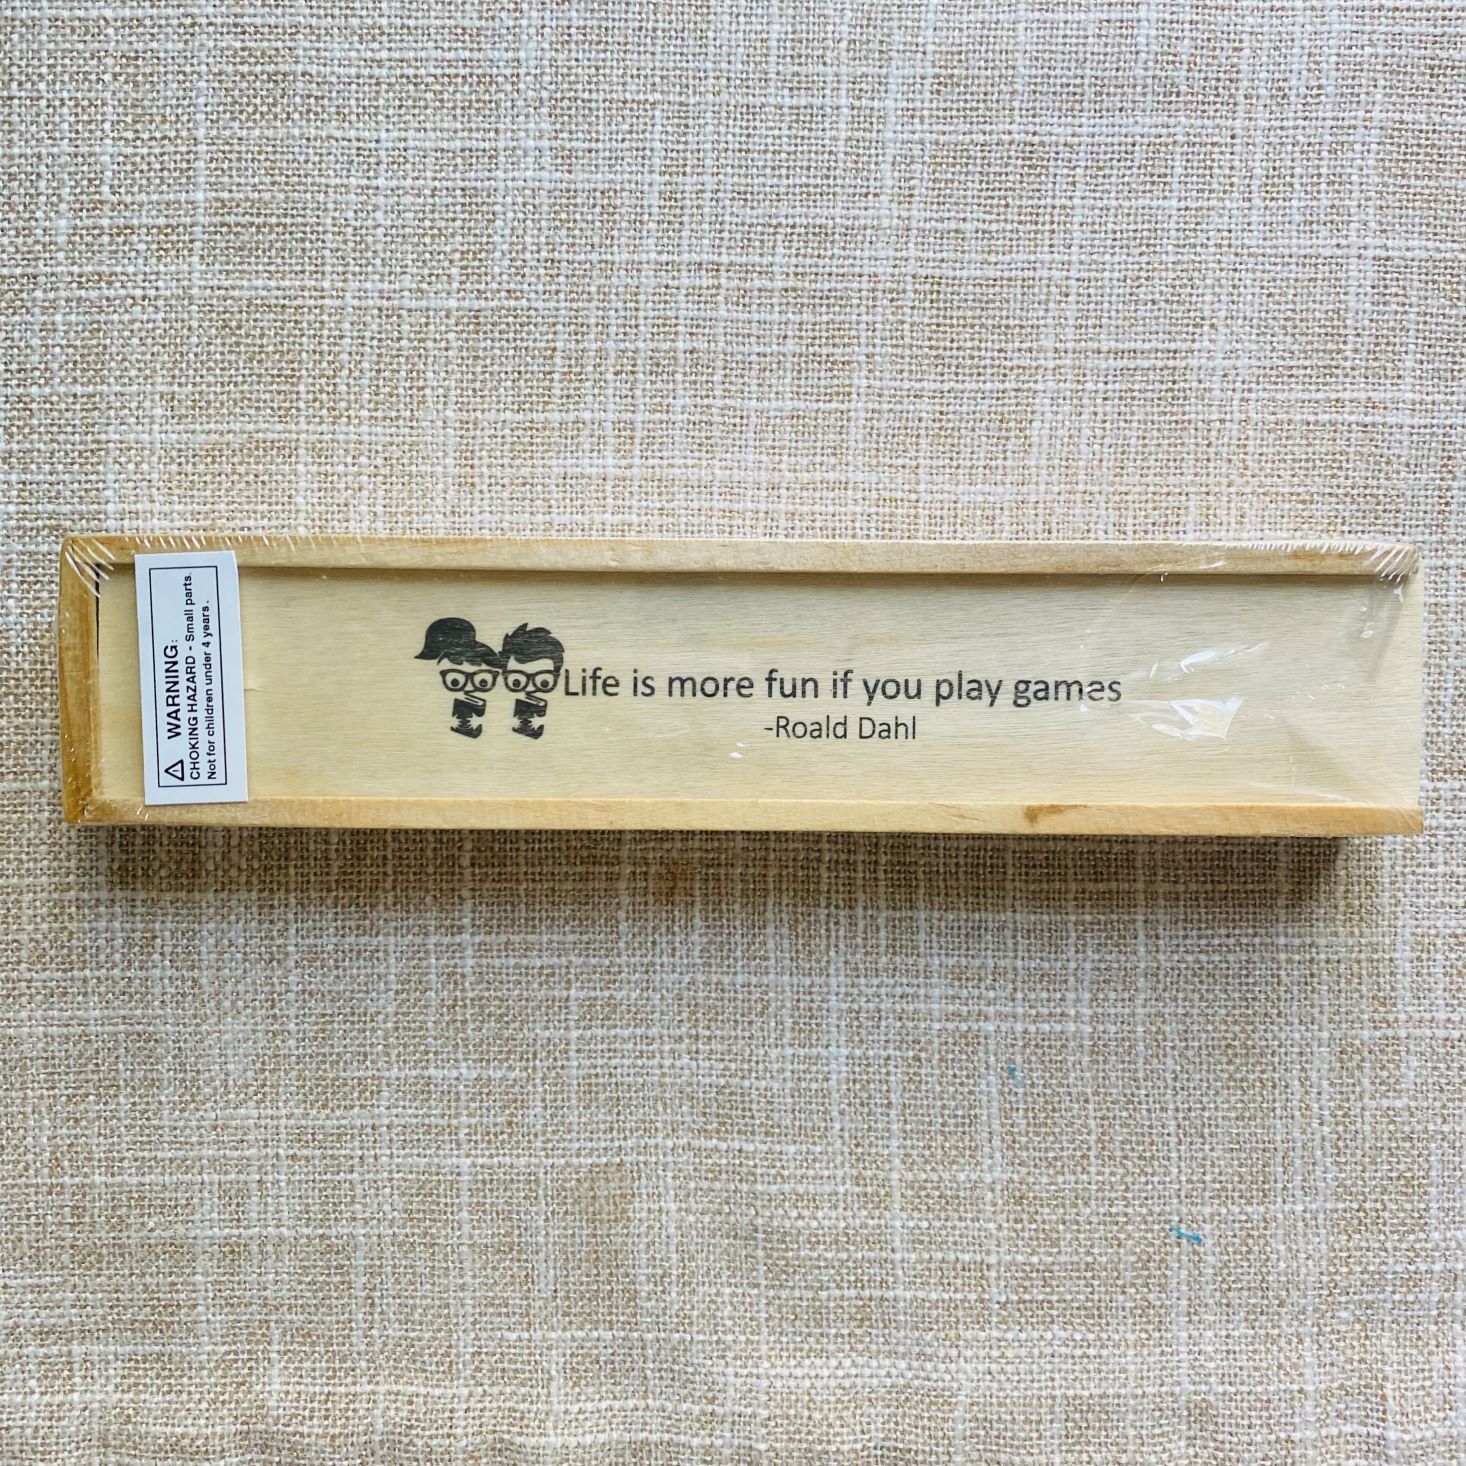 WARNING:
CHOKING HAZARD - Small parts.
Not for children under 4 years.
Life is more fun if you play games
-Roald Dahl